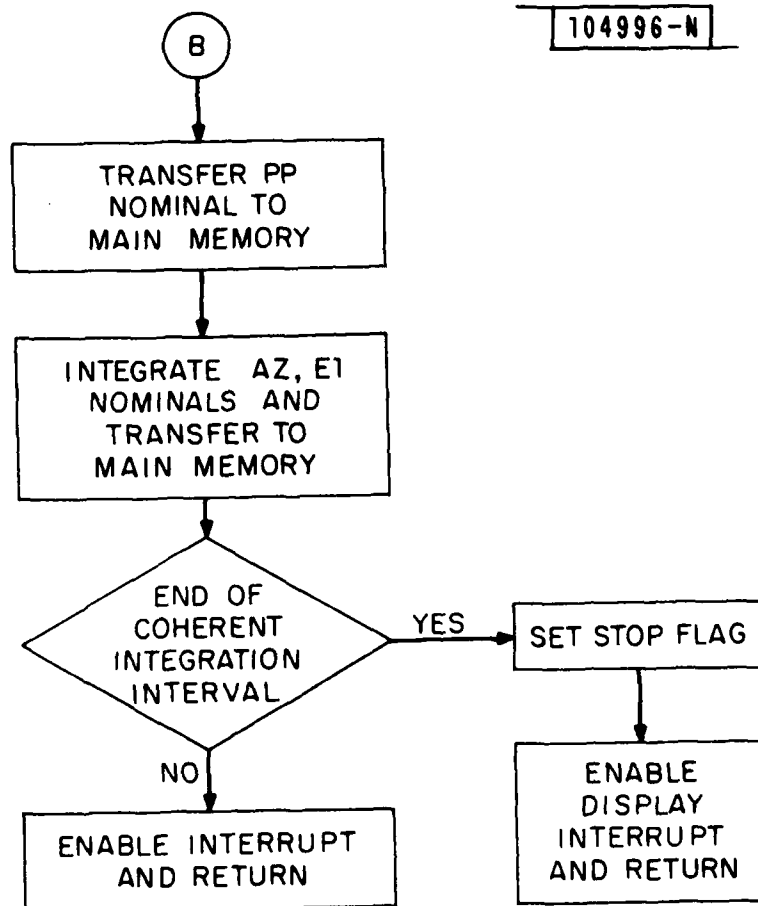 104996-N
B
TRANSFER PP
NOMINAL TO
MAIN MEMORY
INTEGRATE AZ, E1
NOMINALS AND
TRANSFER TO
MAIN MEMORY
END OF
COHERENT
INTEGRATION
INTERVAL
YES
SET STOP FLAG
NO
ENABLE INTERRUPT
AND RETURN
ENABLE
DISPLAY
INTERRUPT
AND RETURN